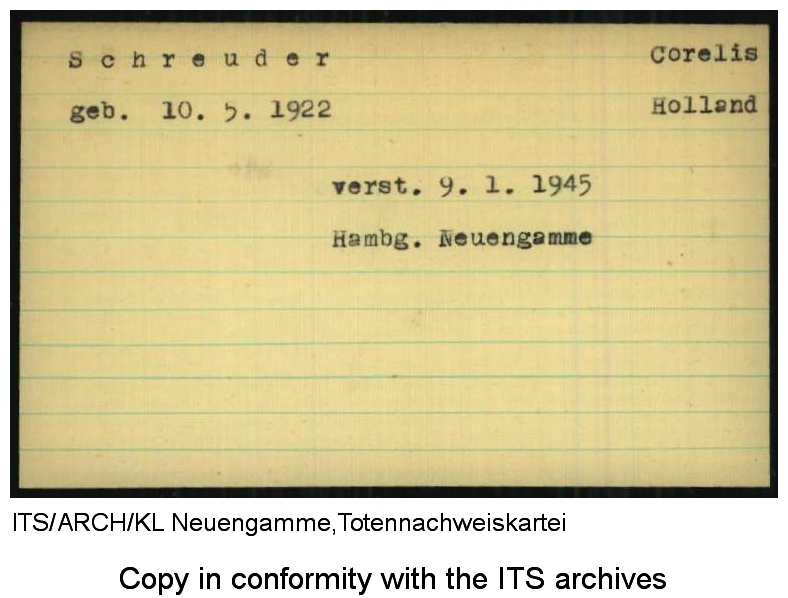 S c h r e u d e r Corelis
geb. 10. 5. 1922 Holland
verst. 9. 1. 1945
Hambg. Neuengamme
ITS/ARCH/KL Neuengamme,Totennachweiskartei
Copy in conformity with the ITS archives